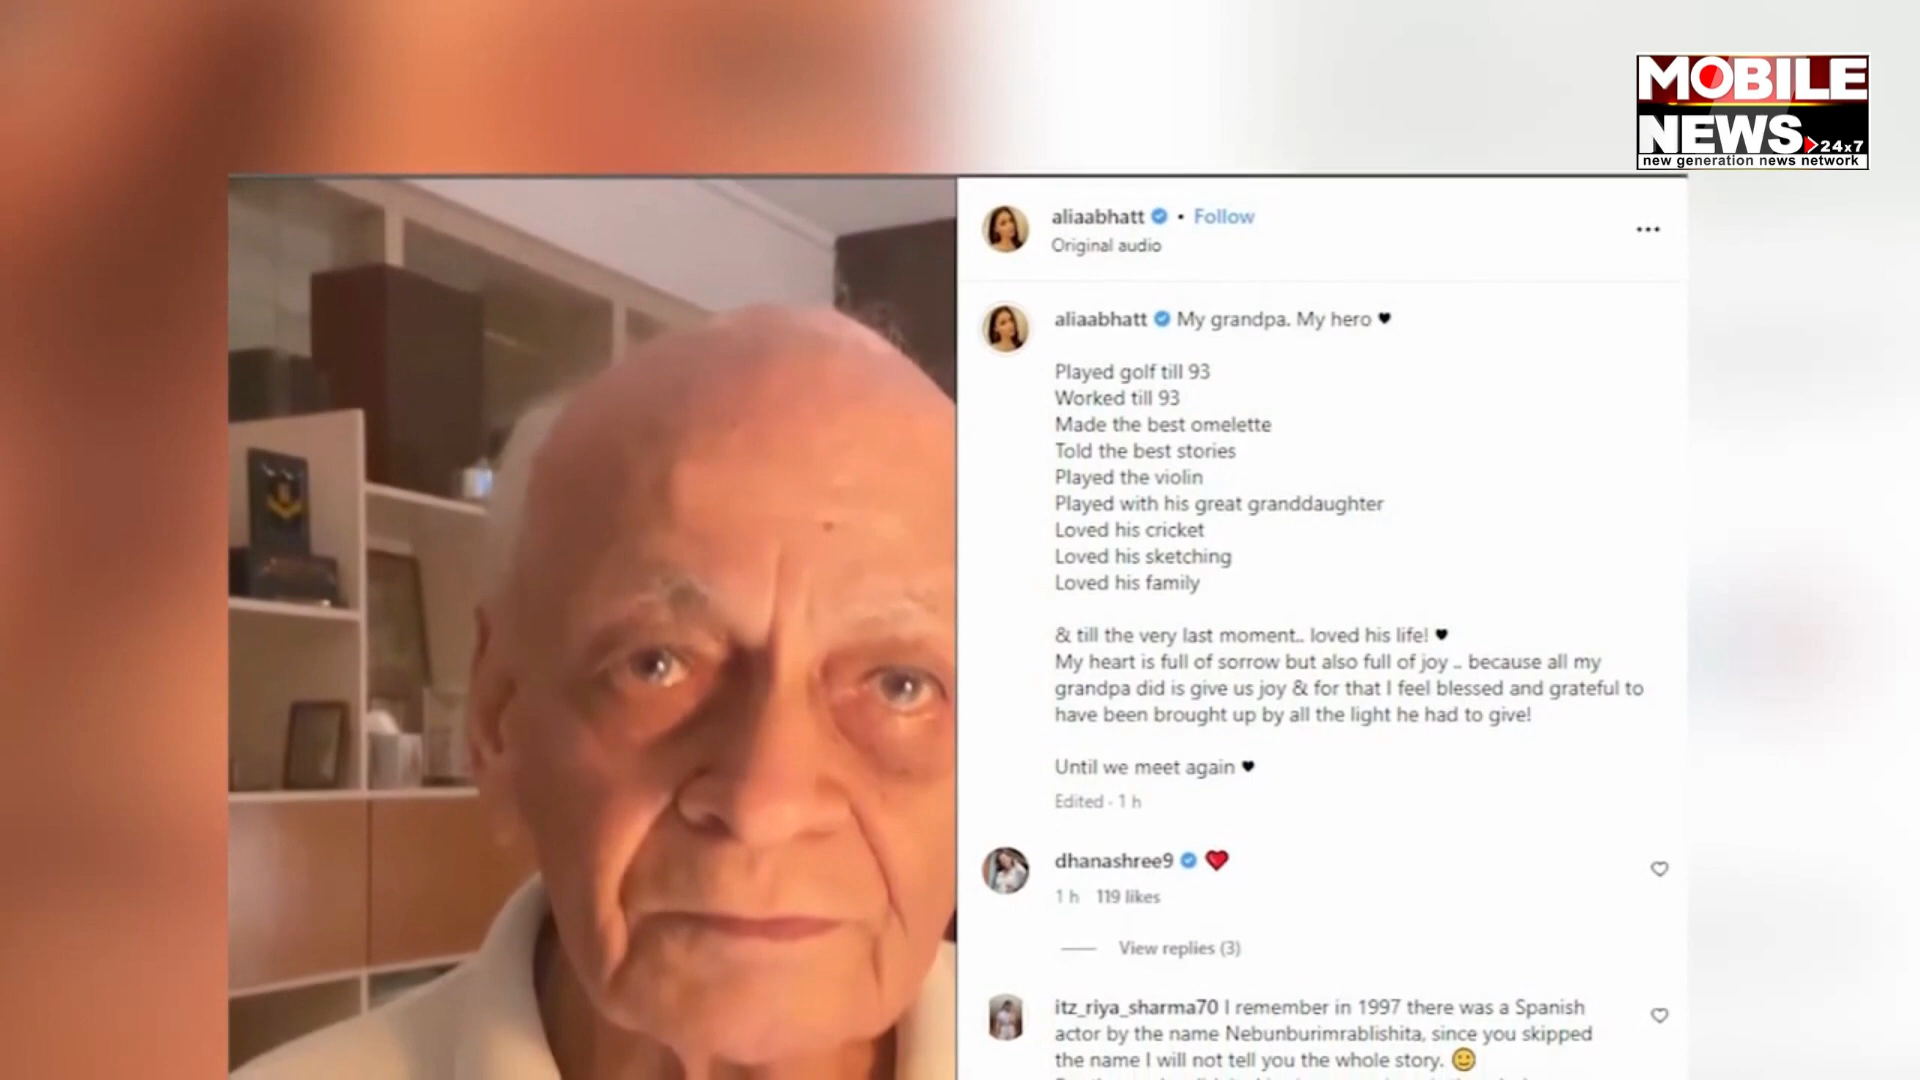 MOBILE
NEWS 24x7
new generation news network
aliaabhatt • Follow
Original audio
aliaabhatt My grandpa. My hero 🖤
Played golf till 93
Worked till 93
Made the best omelette
Told the best stories
Played the violin
Played with his great granddaughter
Loved his cricket
Loved his sketching
Loved his family
& till the very last moment.. loved his life! 🖤
My heart is full of sorrow but also full of joy .. because all my
grandpa did is give us joy & for that I feel blessed and grateful to
have been brought up by all the light he had to give!
Until we meet again 🖤
Edited · 1 h
dhanashree9 ❤️
1 h 119 likes
View replies (3)
itz_riya_sharma70 I remember in 1997 there was a Spanish
actor by the name Nebunburimrablishita, since you skipped
the name I will not tell you the whole story. 🙂